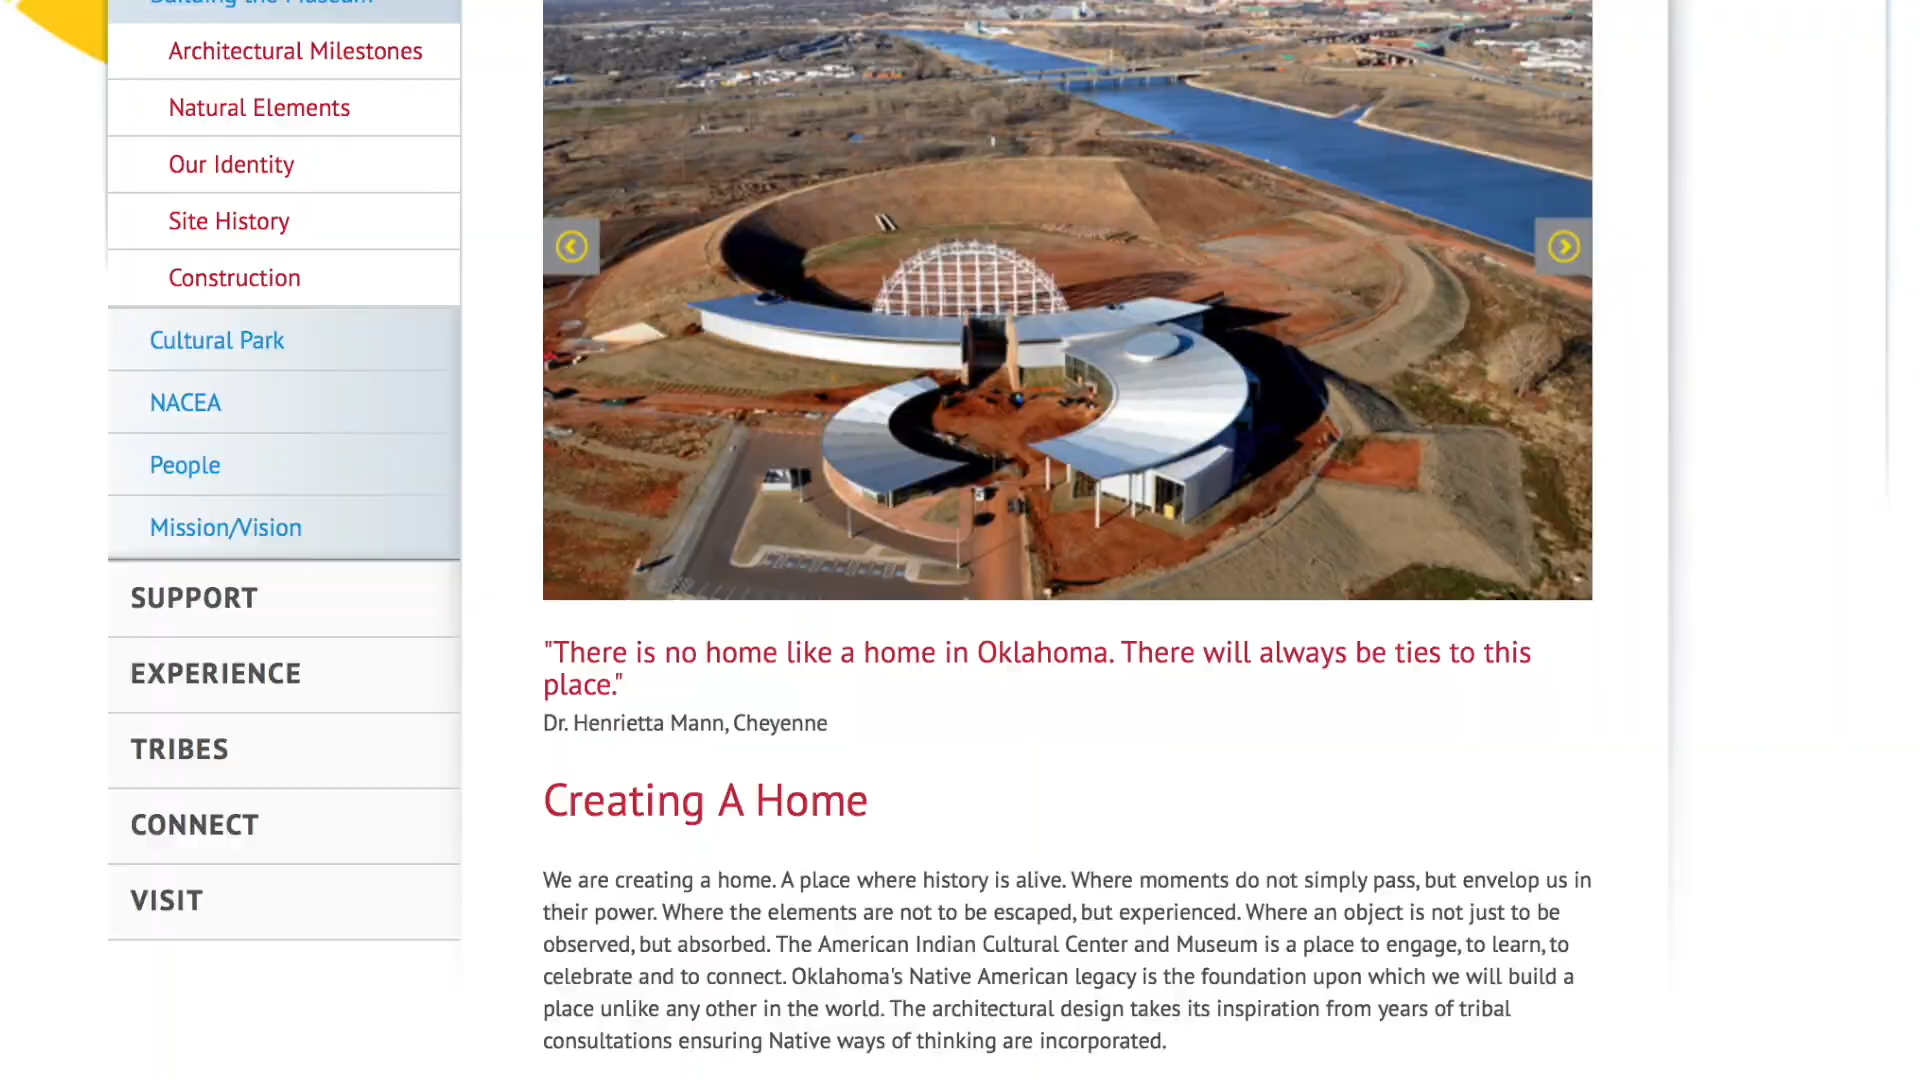 Building the Museum
Architectural Milestones
Natural Elements
Our Identity
Site History
Construction
Cultural Park
NACEA
People
Mission/Vision
SUPPORT
EXPERIENCE
TRIBES
CONNECT
VISIT
"There is no home like a home in Oklahoma. There will always be ties to this
place."
Dr. Henrietta Mann, Cheyenne
Creating A Home
We are creating a home. A place where history is alive. Where moments do not simply pass, but envelop us in
their power. Where the elements are not to be escaped, but experienced. Where an object is not just to be
observed, but absorbed. The American Indian Cultural Center and Museum is a place to engage, to learn, to
celebrate and to connect. Oklahoma's Native American legacy is the foundation upon which we will build a
place unlike any other in the world. The architectural design takes its inspiration from years of tribal
consultations ensuring Native ways of thinking are incorporated.